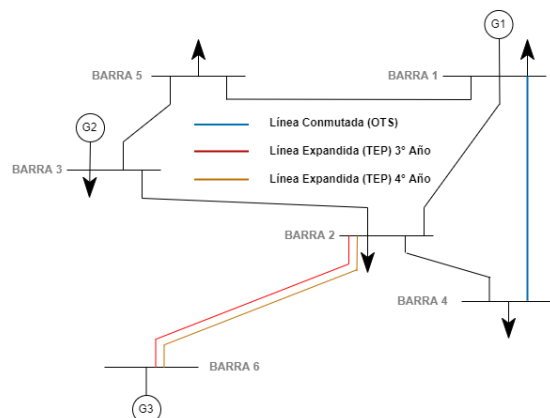 G1
BARRA 5
BARRA 1
Línea Conmutada (OTS)
G2
Línea Expandida (TEP) 3° Año
BARRA 3
Línea Expandida (TEP) 4° Año
BARRA 2
BARRA 4
BARRA 6
G3